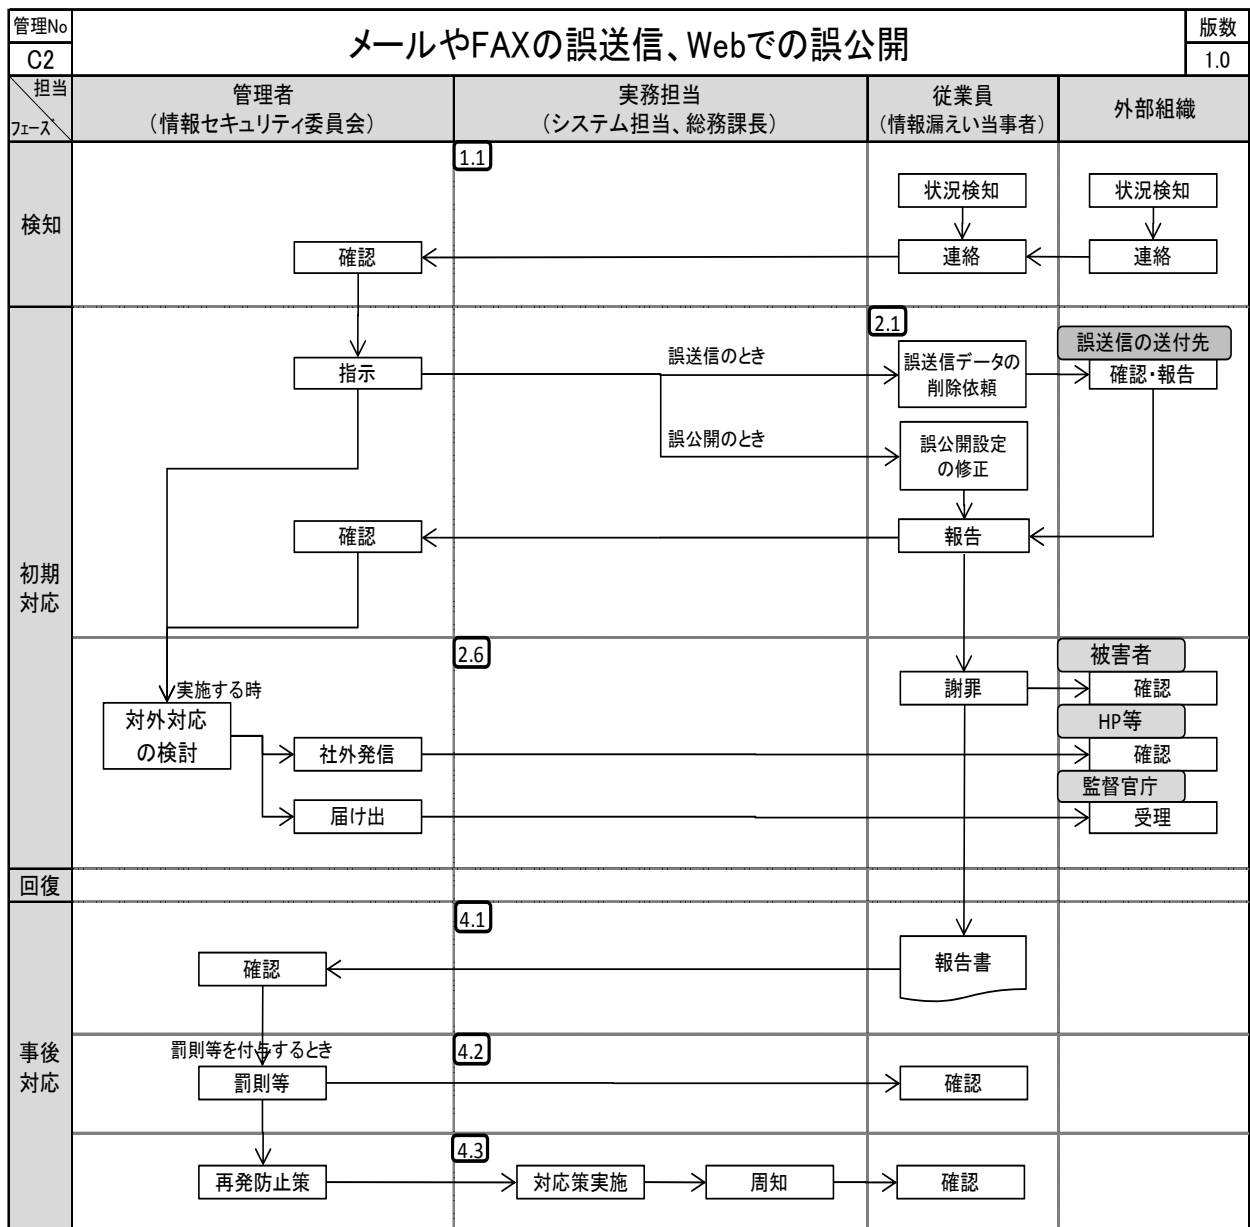 管理No
C2
メールやFAXの誤送信、Webでの誤公開
版数
1.0
担当
フェーズ
管理者
（情報セキュリティ委員会）
実務担当
（システム担当、総務課長）
従業員
（情報漏えい当事者）
外部組織
検知
1.1
状況検知
状況検知
確認
連絡
連絡
初期
対応
2.1
誤送信の送付先
指示
誤送信のとき
誤送信データの
削除依頼
確認・報告
誤公開のとき
誤公開設定
の修正
確認
報告
2.6
被害者
実施する時
謝罪
確認
対外対応
の検討
HP等
社外発信
確認
監督官庁
届け出
受理
回復
事後
対応
4.1
確認
報告書
罰則等を付与するとき
4.2
罰則等
確認
4.3
再発防止策
対応策実施
周知
確認